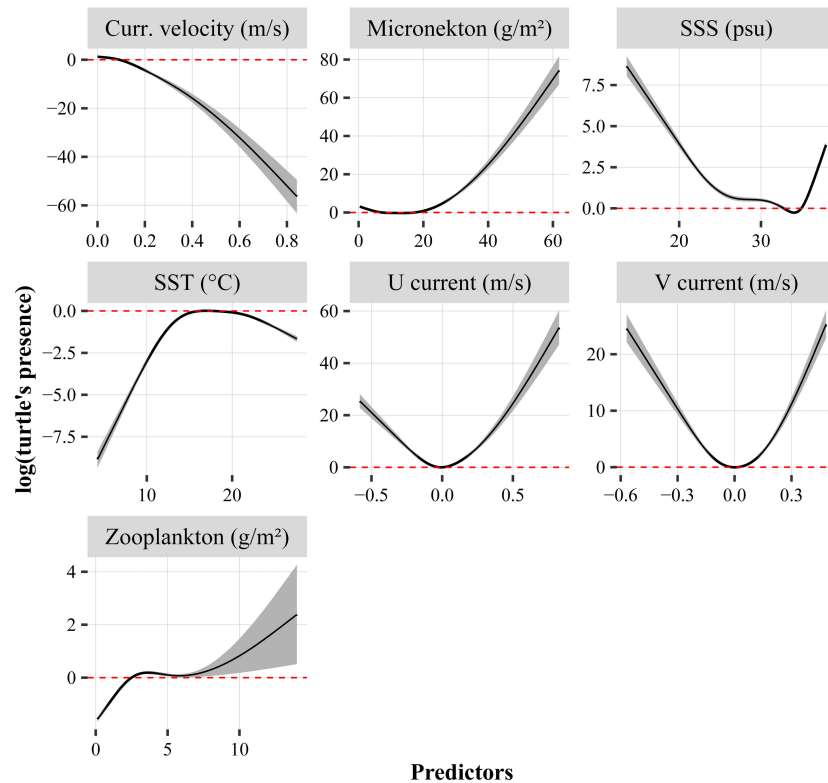 Curr. velocity (m/s)
Micronekton (g/m²)
SSS (psu)
0
−20
−40
−60
0.0 0.2 0.4 0.6 0.8
80
60
40
20
0
0 20 40 60
7.5
5.0
2.5
0.0
20 30
SST (°C)
U current (m/s)
V current (m/s)
0.0
−2.5
−5.0
−7.5
10 20
60
40
20
0
−0.5 0.0 0.5
20
10
0
−0.6 −0.3 0.0 0.3
Zooplankton (g/m²)
4
2
0
0 5 10
log(turtle's presence)
Predictors